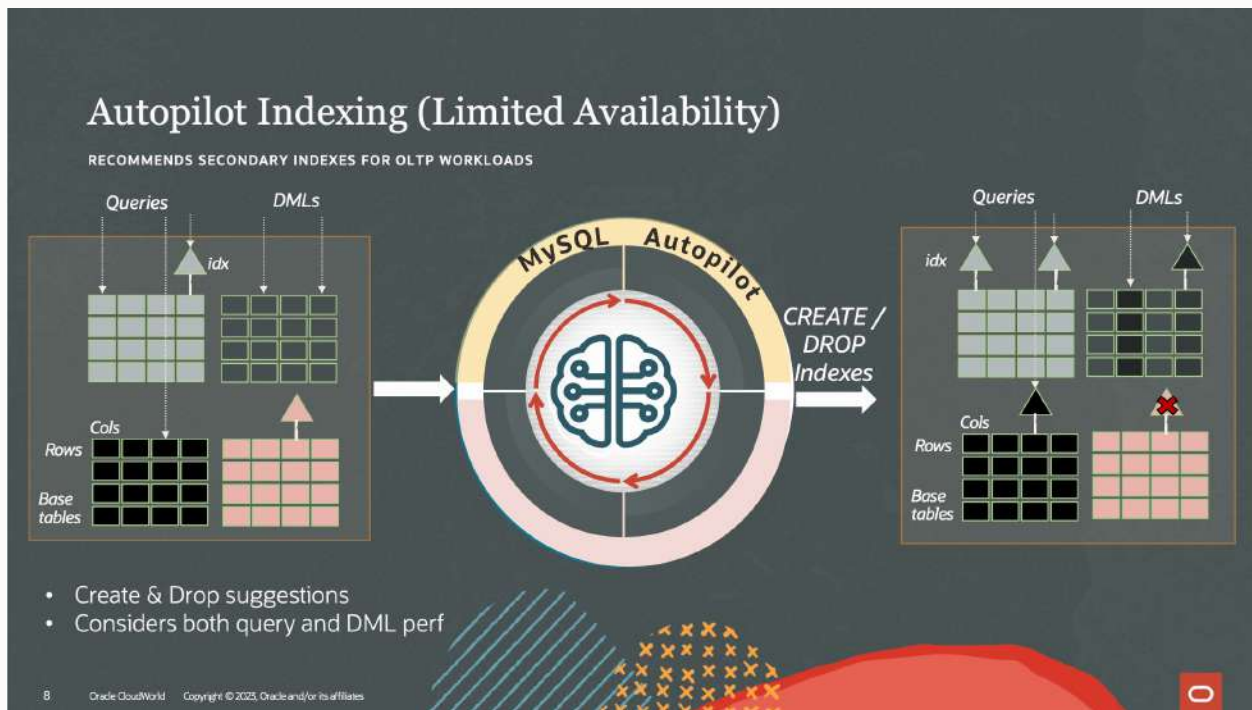 Autopilot Indexing (Limited Availability)
RECOMMENDS SECONDARY INDEXES FOR OLTP WORKLOADS
Queries
DMLs
idx
Cols
Rows
Base
tables
MySQL Autopilot
CREATE /
DROP
Indexes
Queries
DMLs
idx
Cols
Rows
Base
tables
• Create & Drop suggestions
• Considers both query and DML perf
8 Oracle CloudWorld Copyright © 2023, Oracle and/or its affiliates